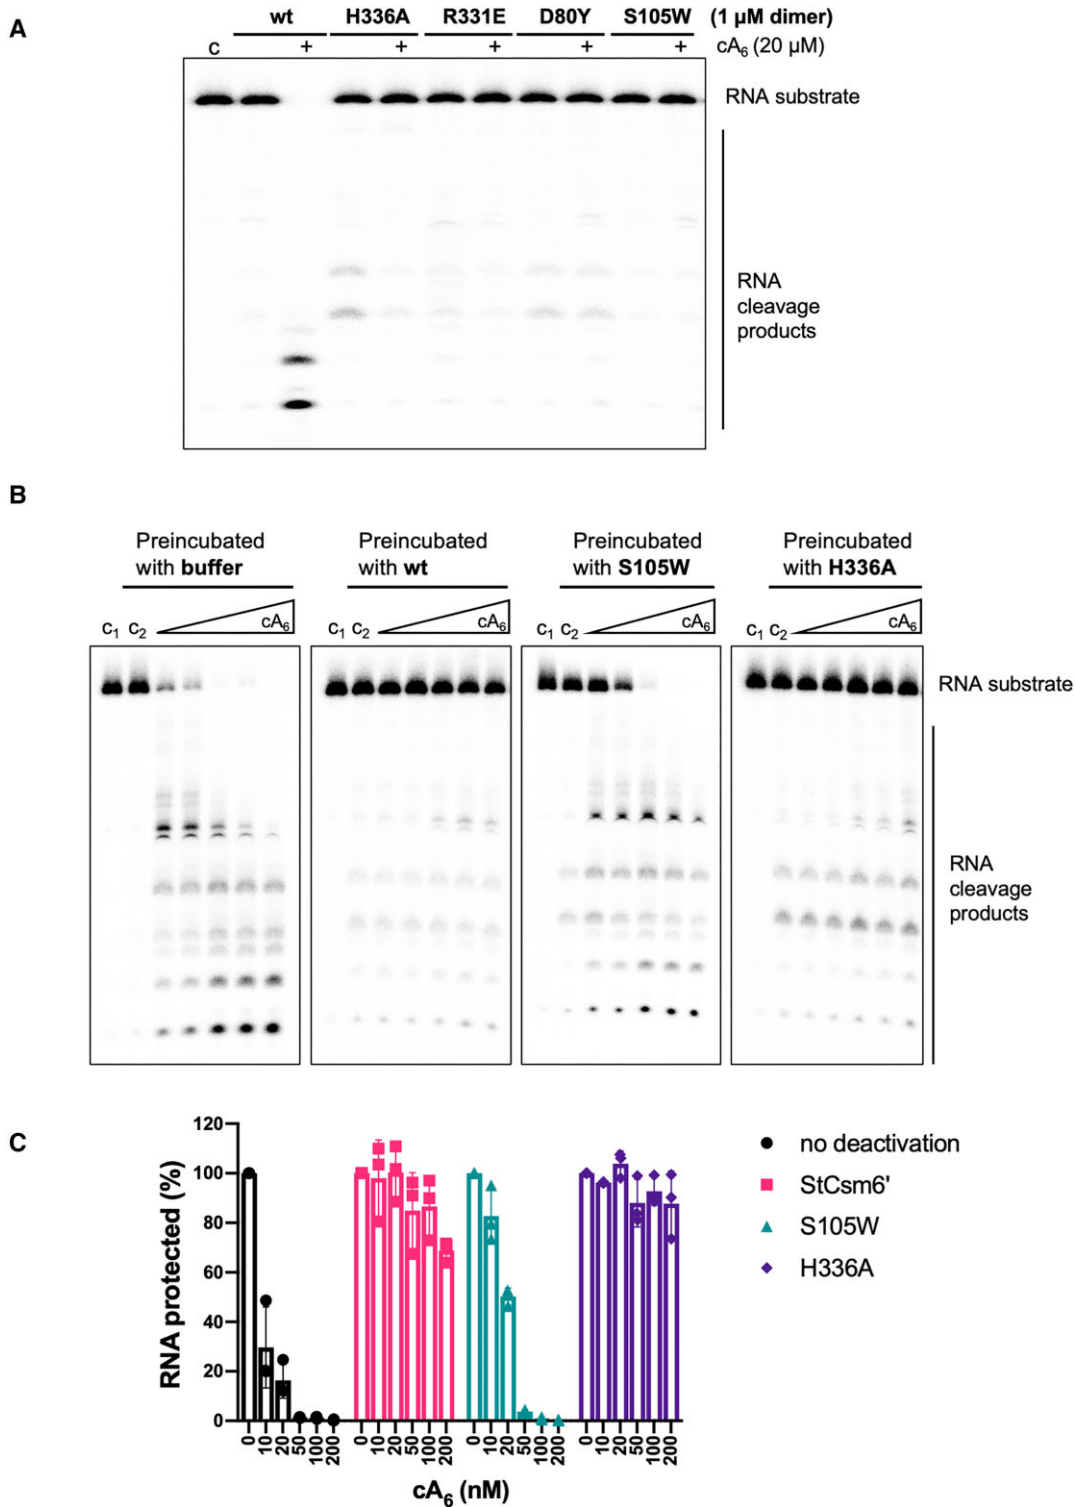 A
wt H336A R331E D80Y S105W (1 µM dimer)
c + + + + + cA₆ (20 µM)
RNA substrate
RNA
cleavage
products
B
Preincubated
with buffer
Preincubated
with wt
Preincubated
with S105W
Preincubated
with H336A
c₁ c₂ cA₆
c₁ c₂ cA₆
c₁ c₂ cA₆
c₁ c₂ cA₆
RNA substrate
RNA
cleavage
products
C
RNA protected (%)
120
100
80
60
40
20
0
0 10 20 50 100 200
0 10 20 50 100 200
0 10 20 50 100 200
0 10 20 50 100 200
cA₆ (nM)
no deactivation
StCsm6'
S105W
H336A